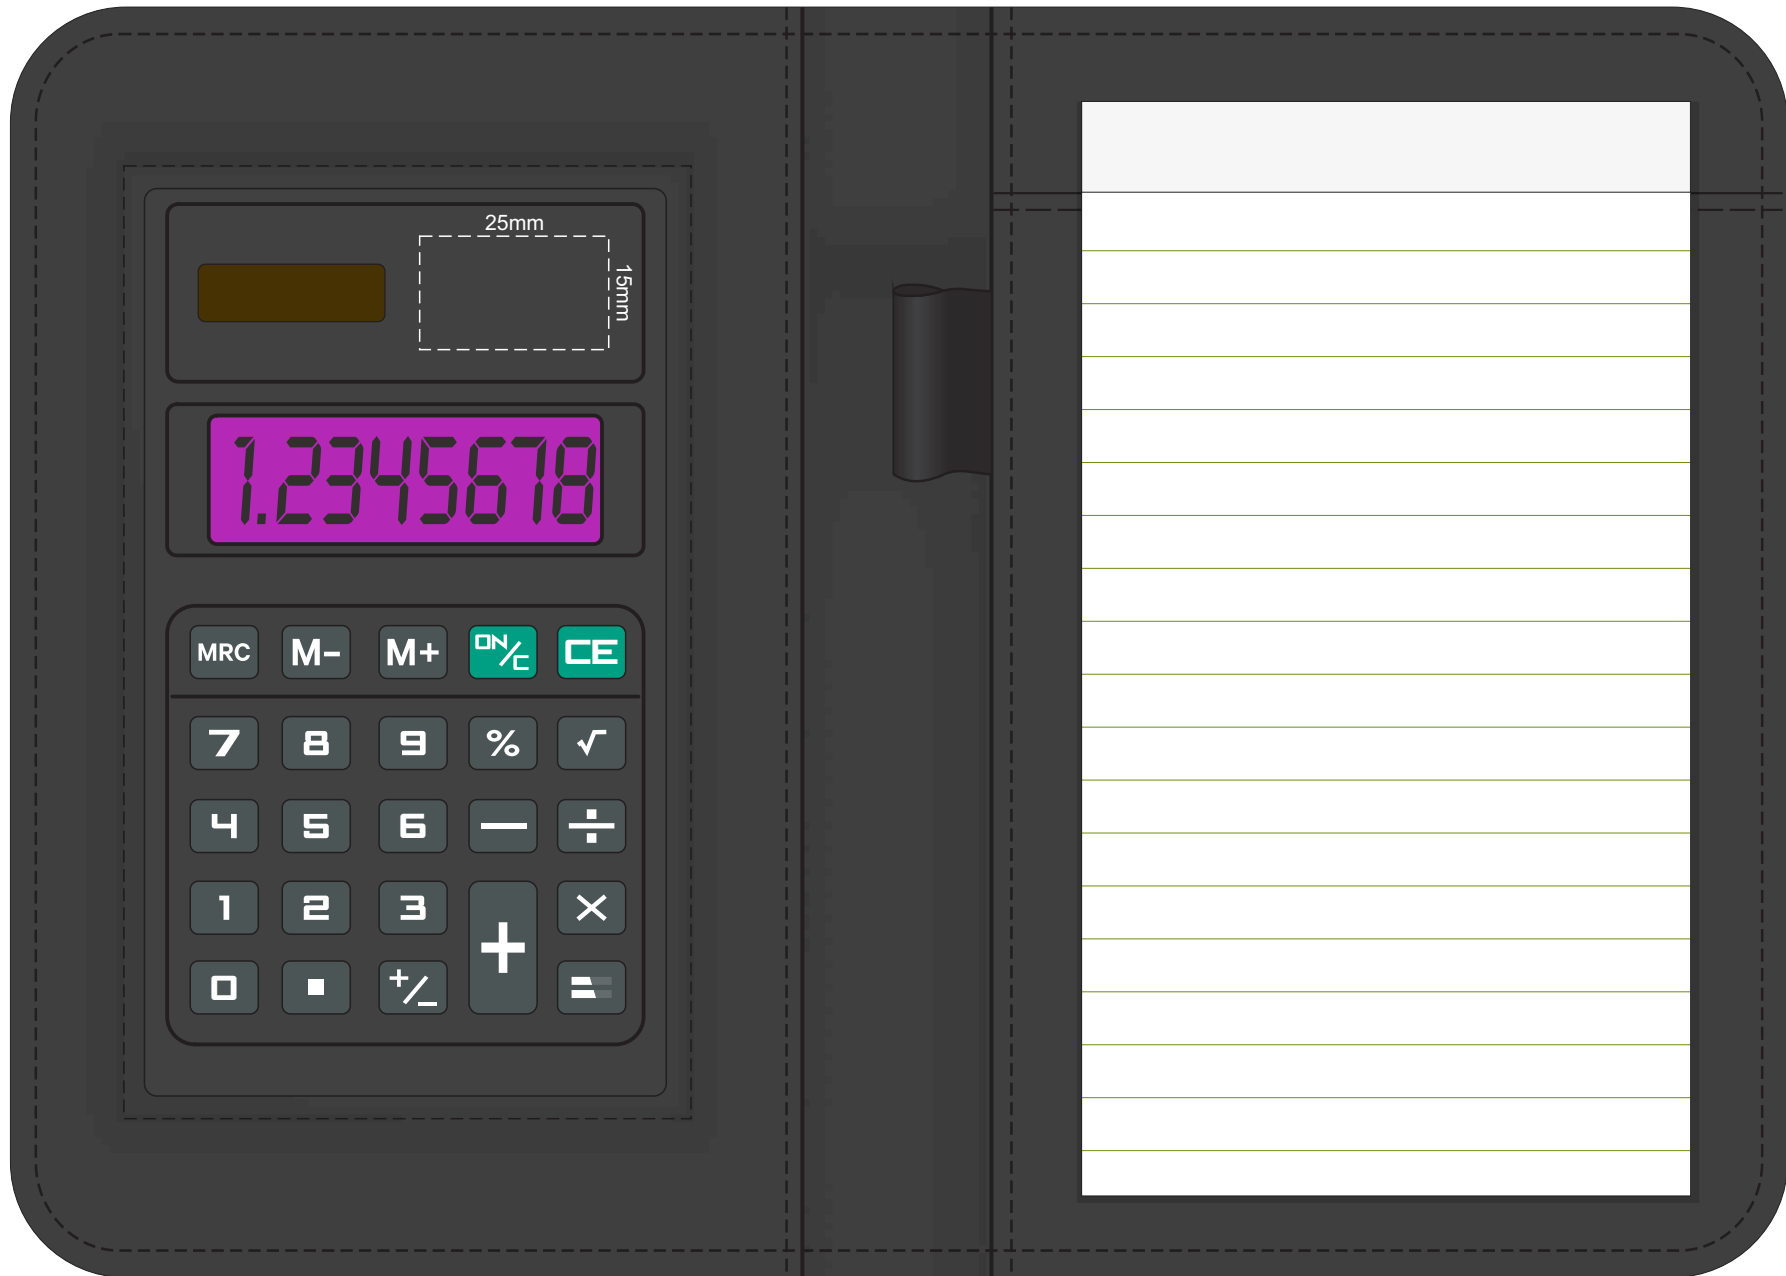 25mm
15mm
1.2345678
MRC M- M+ ON/C CE
7 8 9 % √
4 5 6 — ÷
1 2 3 + ×
0 . +/- =